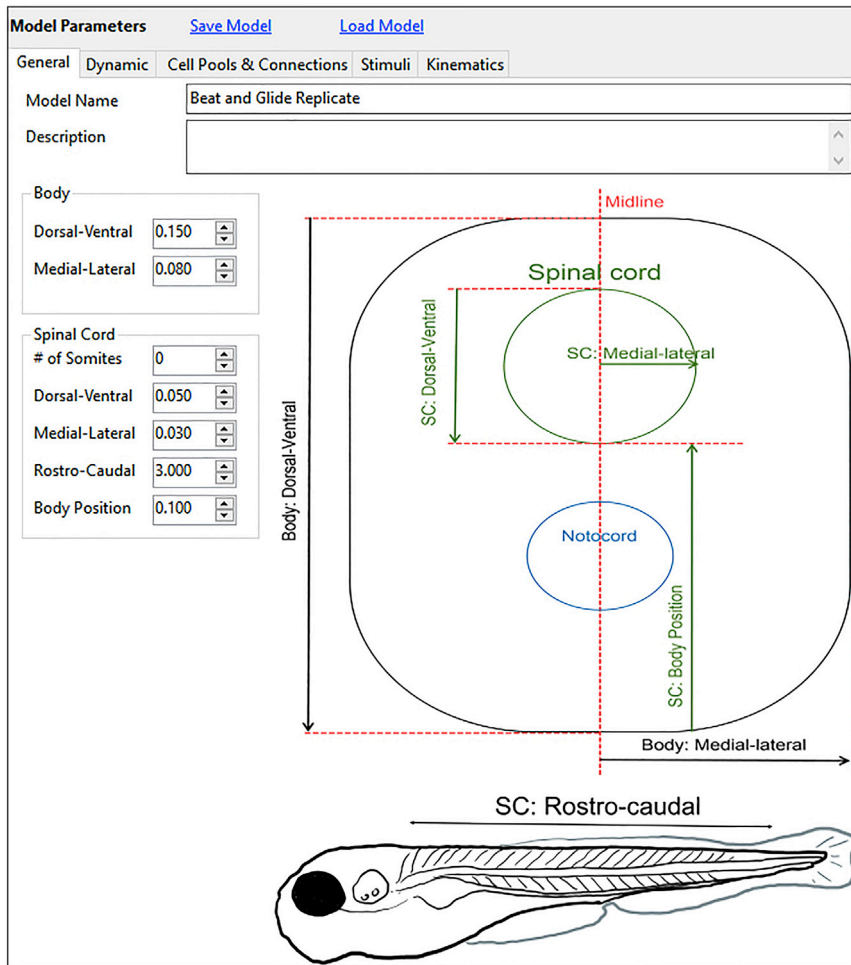 Model Parameters Save Model Load Model
General Dynamic Cell Pools & Connections Stimuli Kinematics
Model Name Beat and Glide Replicate
Description
Body
Dorsal-Ventral 0.150
Medial-Lateral 0.080
Spinal Cord
# of Somites 0
Dorsal-Ventral 0.050
Medial-Lateral 0.030
Rostro-Caudal 3.000
Body Position 0.100
Midline
Spinal cord
SC: Medial-lateral
SC: Dorsal-Ventral
Body: Dorsal-Ventral
Notocord
SC: Body Position
Body: Medial-lateral
SC: Rostro-caudal